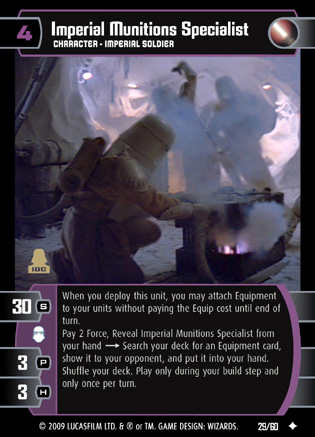 4
Imperial Munitions Specialist
CHARACTER - IMPERIAL SOLDIER
IDC
30 S
3 P
3 H
When you deploy this unit, you may attach Equipment
to your units without paying the Equip cost until end of
turn.
Pay 2 Force, Reveal Imperial Munitions Specialist from
your hand → Search your deck for an Equipment card,
show it to your opponent, and put it into your hand.
Shuffle your deck. Play only during your build step and
only once per turn.
© 2009 LUCASFILM LTD. & ® or TM. GAME DESIGN: WIZARDS.
29/60